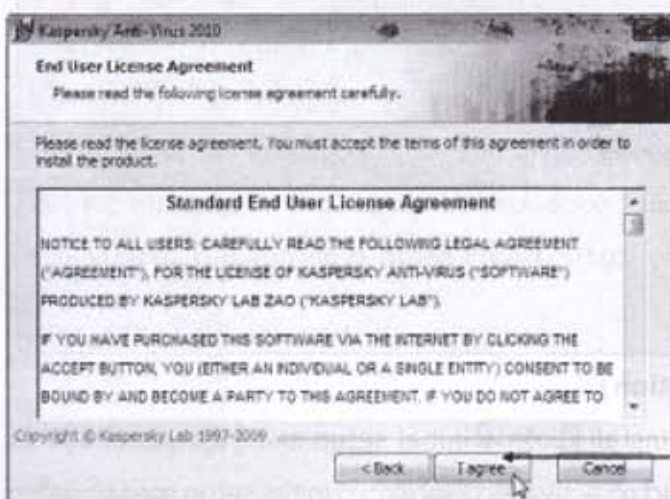 Kaspersky Anti-Virus 2010
End User License Agreement
Please read the following license agreement carefully.
Please read the license agreement. You must accept the terms of this agreement in order to
install the product.
Standard End User License Agreement
NOTICE TO ALL USERS: CAREFULLY READ THE FOLLOWING LEGAL AGREEMENT
("AGREEMENT"), FOR THE LICENSE OF KASPERSKY ANTI-VIRUS ("SOFTWARE")
PRODUCED BY KASPERSKY LAB ZAO ("KASPERSKY LAB").
IF YOU HAVE PURCHASED THIS SOFTWARE VIA THE INTERNET BY CLICKING THE
ACCEPT BUTTON, YOU (EITHER AN INDIVIDUAL OR A SINGLE ENTITY) CONSENT TO BE
BOUND BY AND BECOME A PARTY TO THIS AGREEMENT. IF YOU DO NOT AGREE TO
Copyright © Kaspersky Lab 1997-2009
< Back I agree Cancel